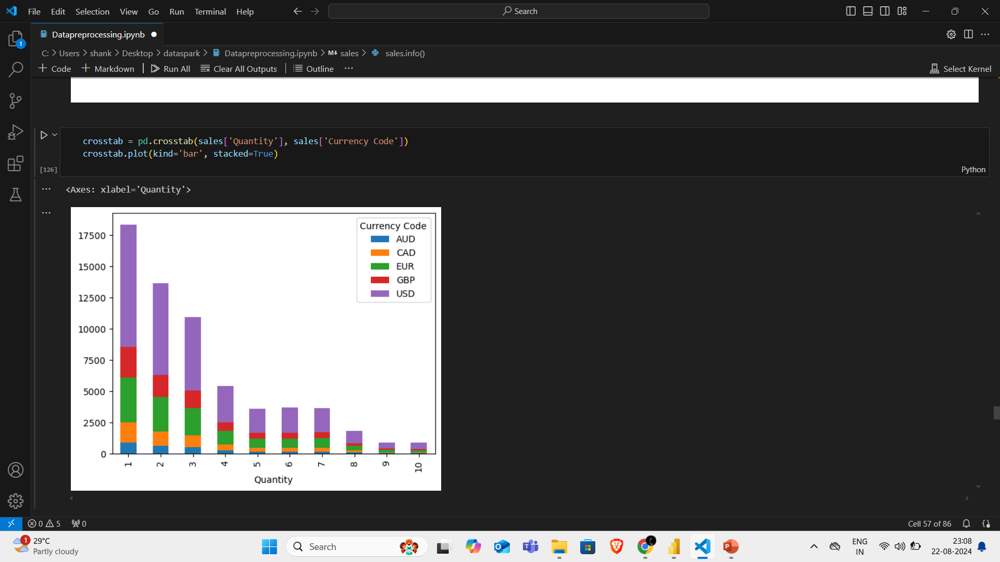 File Edit Selection View Go Run Terminal Help
Search
1
Datapreprocessing.ipynb
C: > Users > shank > Desktop > dataspark > Datapreprocessing.ipynb > M↓ sales > sales.info()
+ Code + Markdown | Run All Clear All Outputs | Outline ...
Select Kernel
crosstab = pd.crosstab(sales['Quantity'], sales['Currency Code'])
crosstab.plot(kind='bar', stacked=True)
[126]
Python
<Axes: xlabel='Quantity'>
Currency Code
AUD
CAD
EUR
GBP
USD
17500
15000
12500
10000
7500
5000
2500
0
1 2 3 4 5 6 7 8 9 10
Quantity
0 5 0
Cell 57 of 86
1
29°C
Partly cloudy
Search
ENG
IN
23:08
22-08-2024